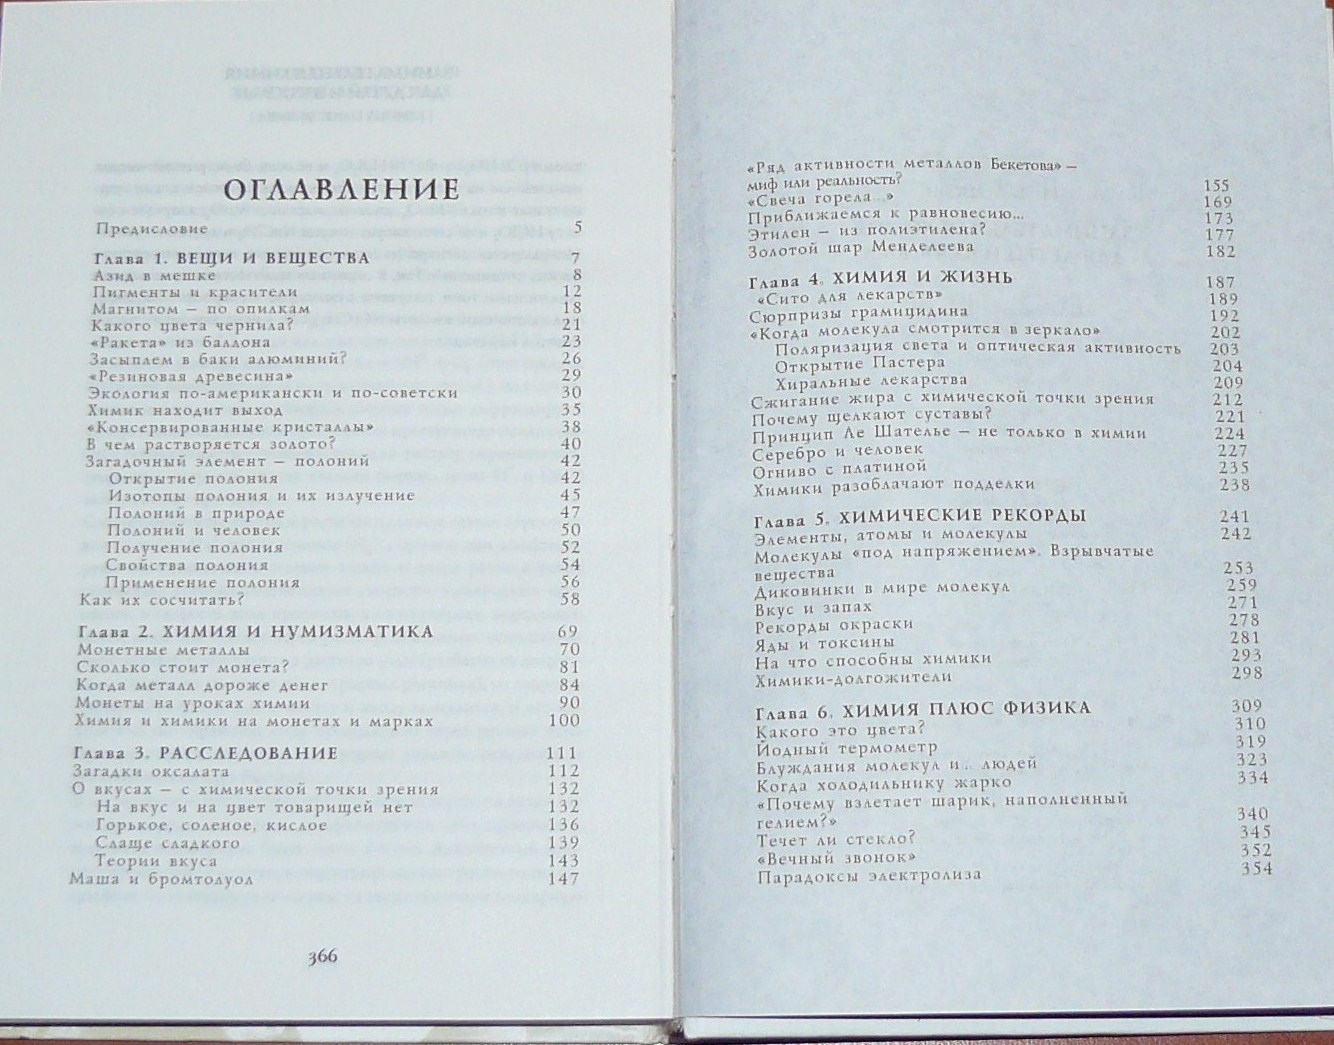 ОГЛАВЛЕНИЕ
Предисловие 5
Глава 1. ВЕЩИ И ВЕЩЕСТВА 7
Азид в мешке 8
Пигменты и красители 12
Магнитом – по опилкам 18
Какого цвета чернила? 21
«Ракета» из баллона 23
Засыплем в баки алюминий? 26
«Резиновая древесина» 29
Экология по-американски и по-советски 30
Химик находит выход 35
«Консервированные кристаллы» 38
В чем растворяется золото? 40
Загадочный элемент – полоний 42
Открытие полония 42
Изотопы полония и их излучение 45
Полоний в природе 47
Полоний и человек 50
Получение полония 52
Свойства полония 54
Применение полония 56
Как их сосчитать? 58
Глава 2. ХИМИЯ И НУМИЗМАТИКА 69
Монетные металлы 70
Сколько стоит монета? 81
Когда металл дороже денег 84
Монеты на уроках химии 90
Химия и химики на монетах и марках 100
Глава 3. РАССЛЕДОВАНИЕ 111
Загадки оксалата 112
О вкусах – с химической точки зрения 132
На вкус и на цвет товарищей нет 132
Горькое, соленое, кислое 136
Слаще сладкого 139
Теории вкуса 143
Маша и бромтолуол 147
366
«Ряд активности металлов Бекетова» –
миф или реальность? 155
«Свеча горела...» 169
Приближаемся к равновесию... 173
Этилен – из полиэтилена? 177
Золотой шар Менделеева 182
Глава 4. ХИМИЯ И ЖИЗНЬ 187
«Сито для лекарств» 189
Сюрпризы грамицидина 192
«Когда молекула смотрится в зеркало» 202
Поляризация света и оптическая активность 203
Открытие Пастера 204
Хиральные лекарства 209
Сжигание жира с химической точки зрения 212
Почему щелкают суставы? 221
Принцип Ле Шателье – не только в химии 224
Серебро и человек 227
Огниво с платиной 235
Химики разоблачают подделки 238
Глава 5. ХИМИЧЕСКИЕ РЕКОРДЫ 241
Элементы, атомы и молекулы 242
Молекулы «под напряжением». Взрывчатые
вещества 253
Диковинки в мире молекул 259
Вкус и запах 271
Рекорды окраски 278
Яды и токсины 281
На что способны химики 293
Химики-долгожители 298
Глава 6. ХИМИЯ ПЛЮС ФИЗИКА 309
Какого это цвета? 310
Йодный термометр 319
Блуждания молекул и... людей 323
Когда холодильнику жарко 334
«Почему взлетает шарик, наполненный
гелием?» 340
Течет ли стекло? 345
«Вечный звонок» 352
Парадоксы электролиза 354